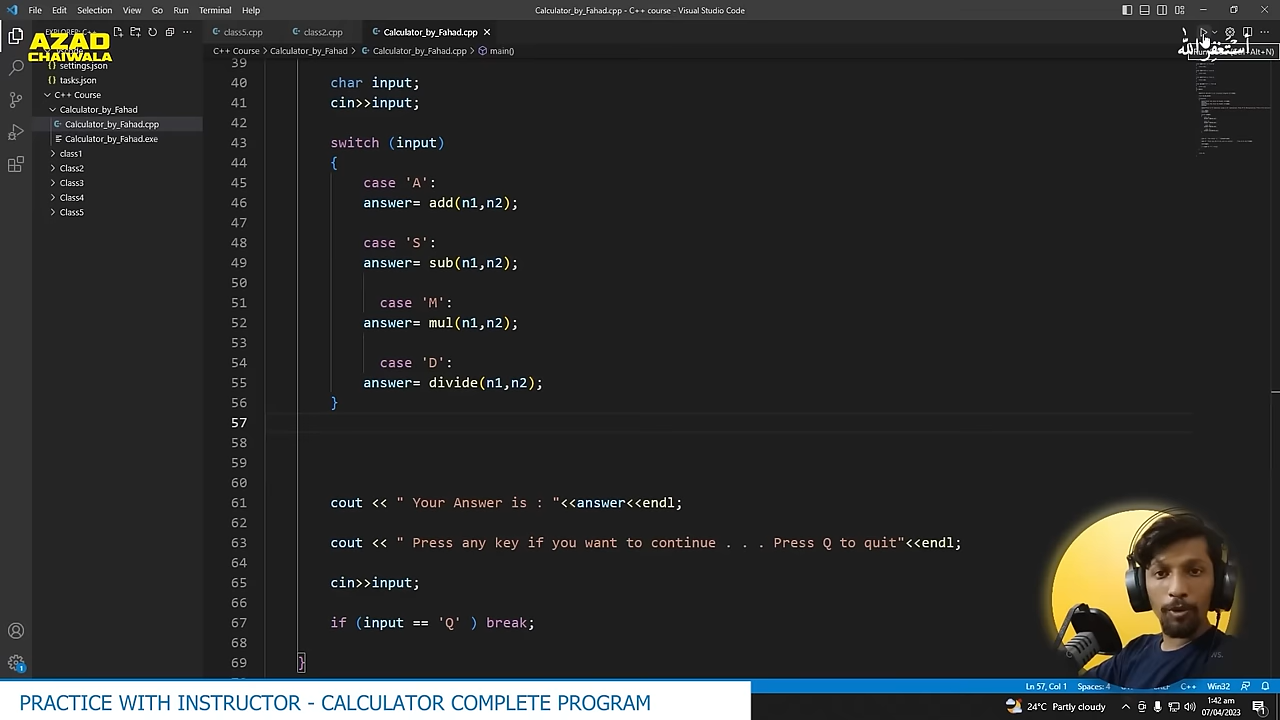 File Edit Selection View Go Run Terminal Help
Calculator_by_Fahad.cpp - C++ course - Visual Studio Code
AZAD
CHAIWALA
class5.cpp
class2.cpp
Calculator_by_Fahad.cpp
C++ Course > Calculator_by_Fahad > Calculator_by_Fahad.cpp > main()
settings.json
tasks.json
C++ Course
Calculator_by_Fahad
Calculator_by_Fahad.cpp
Calculator_by_Fahad.exe
class1
Class2
Class3
Class4
Class5
39
40 char input;
41 cin>>input;
42
43 switch (input)
44 {
45 case 'A':
46 answer= add(n1,n2);
47
48 case 'S':
49 answer= sub(n1,n2);
50
51 case 'M':
52 answer= mul(n1,n2);
53
54 case 'D':
55 answer= divide(n1,n2);
56 }
57
58
59
60
61 cout << " Your Answer is : "<<answer<<endl;
62
63 cout << " Press any key if you want to continue . . . Press Q to quit"<<endl;
64
65 cin>>input;
66
67 if (input == 'Q' ) break;
68
69 }
Ln 57, Col 1 Spaces: 4 C++ Win32
PRACTICE WITH INSTRUCTOR - CALCULATOR COMPLETE PROGRAM
24°C Partly cloudy
1:42 am
07/04/2023